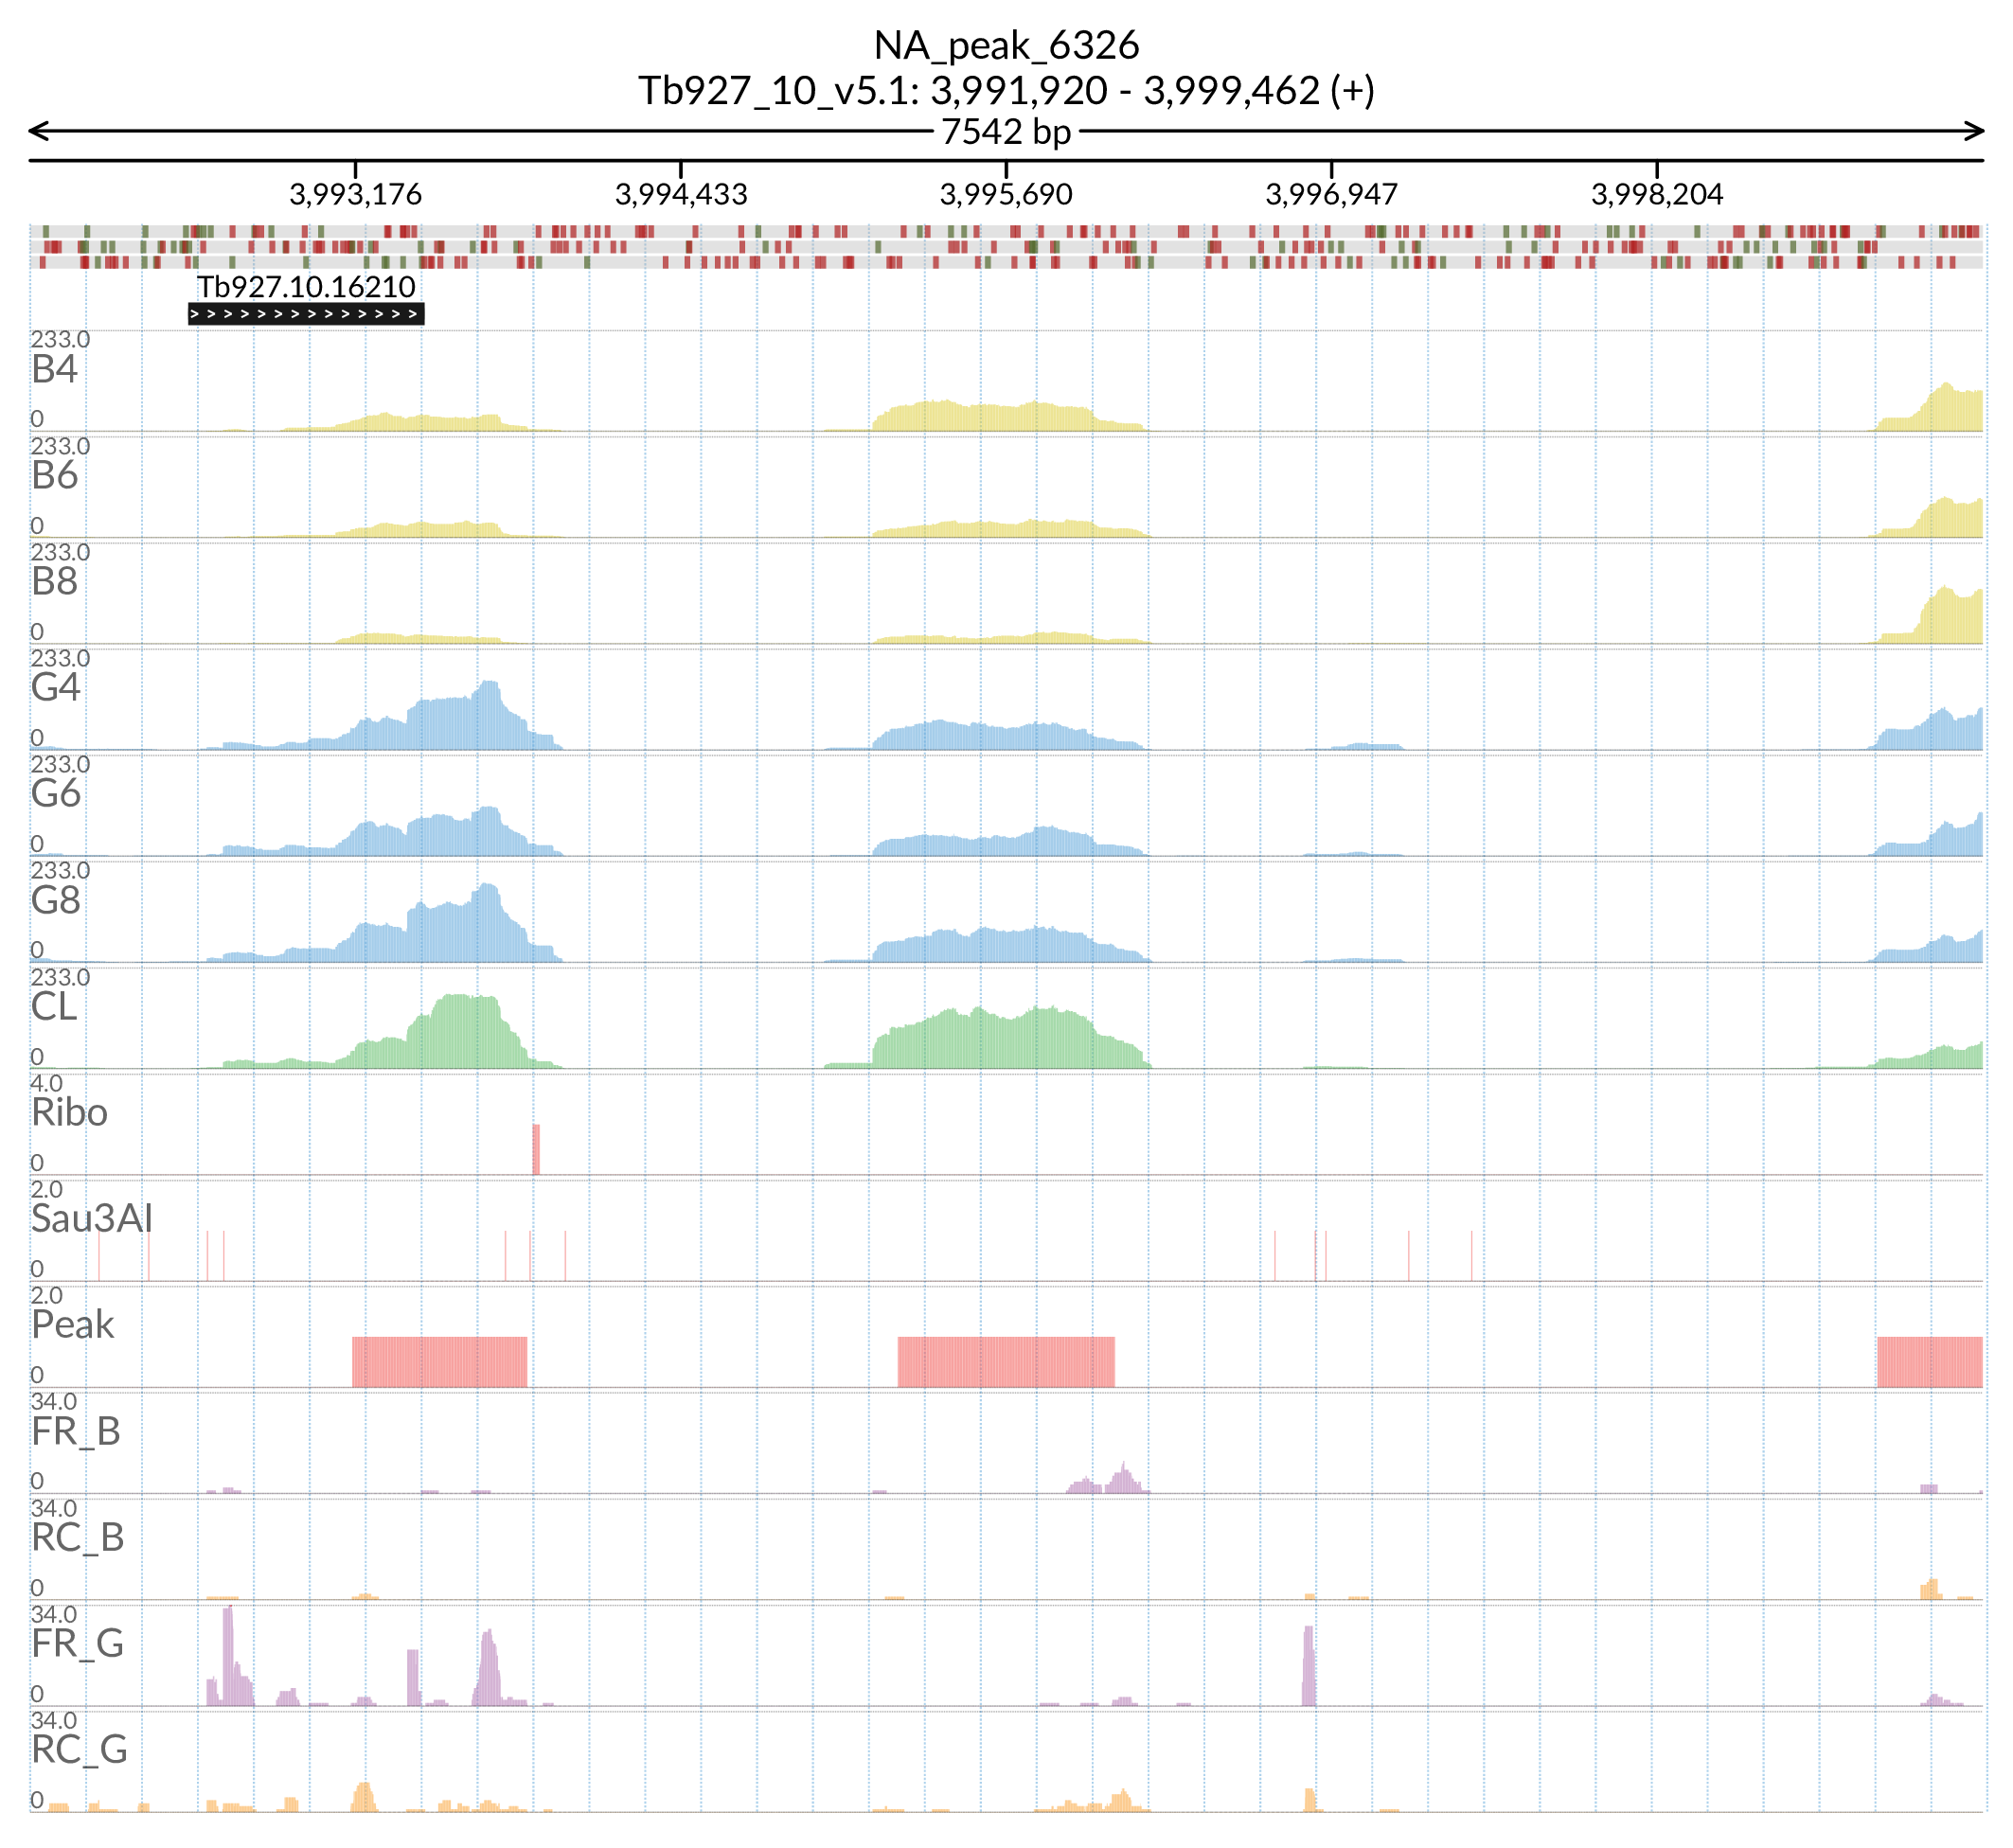 NA_peak_6326
Tb927_10_v5.1: 3,991,920 - 3,999,462 (+)
7542 bp
3,993,176 3,994,433 3,995,690 3,996,947 3,998,204
Tb927.10.16210
> > > > > > > > > > > > > >
233.0
B4
0
233.0
B6
0
233.0
B8
0
233.0
G4
0
233.0
G6
0
233.0
G8
0
233.0
CL
0
4.0
Ribo
0
2.0
Sau3AI
0
2.0
Peak
0
34.0
FR_B
0
34.0
RC_B
0
34.0
FR_G
0
34.0
RC_G
0